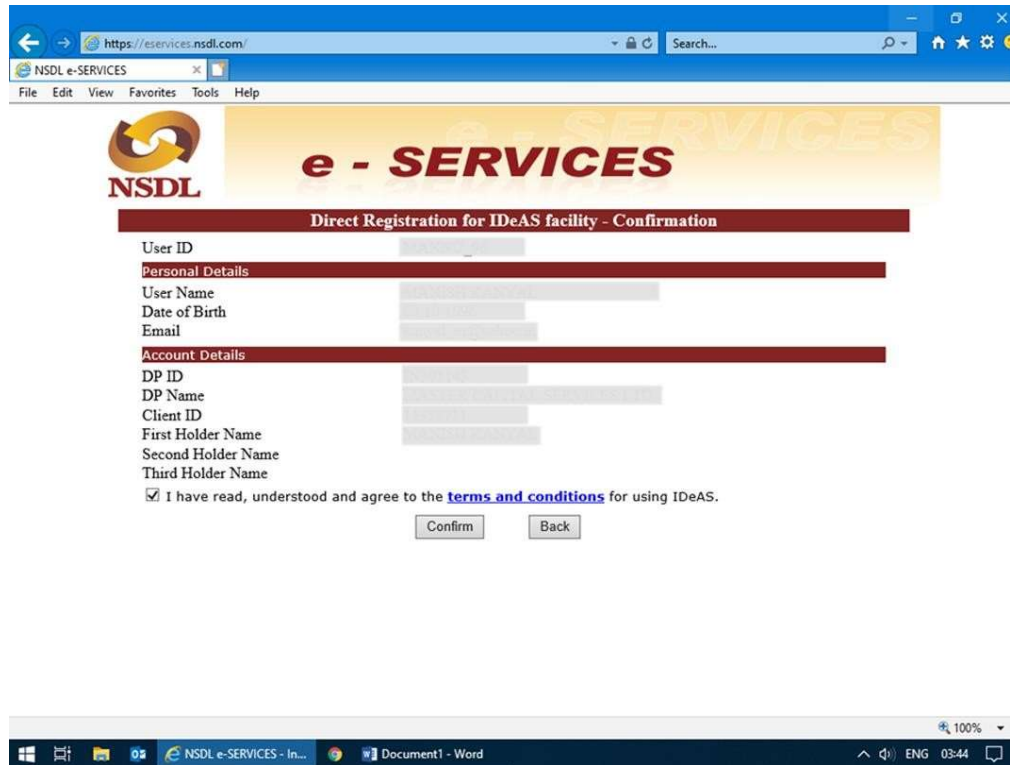 https://eservices.nsdl.com/
Search...
NSDL e-SERVICES
File Edit View Favorites Tools Help
e - SERVICES
NSDL
e - SERVICES
Direct Registration for IDeAS facility - Confirmation
User ID
Personal Details
User Name
Date of Birth
Email
Account Details
DP ID
DP Name
Client ID
First Holder Name
Second Holder Name
Third Holder Name
I have read, understood and agree to the terms and conditions for using IDeAS.
Confirm Back
100%
NSDL e-SERVICES - In... Document1 - Word ENG 03:44